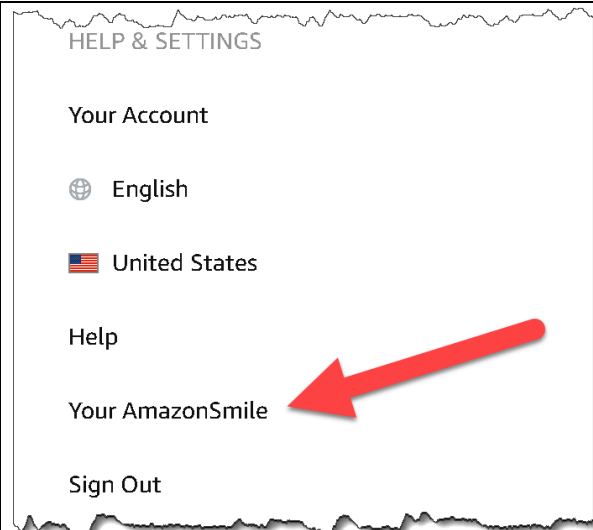 HELP & SETTINGS
Your Account
English
United States
Help
Your AmazonSmile
Sign Out